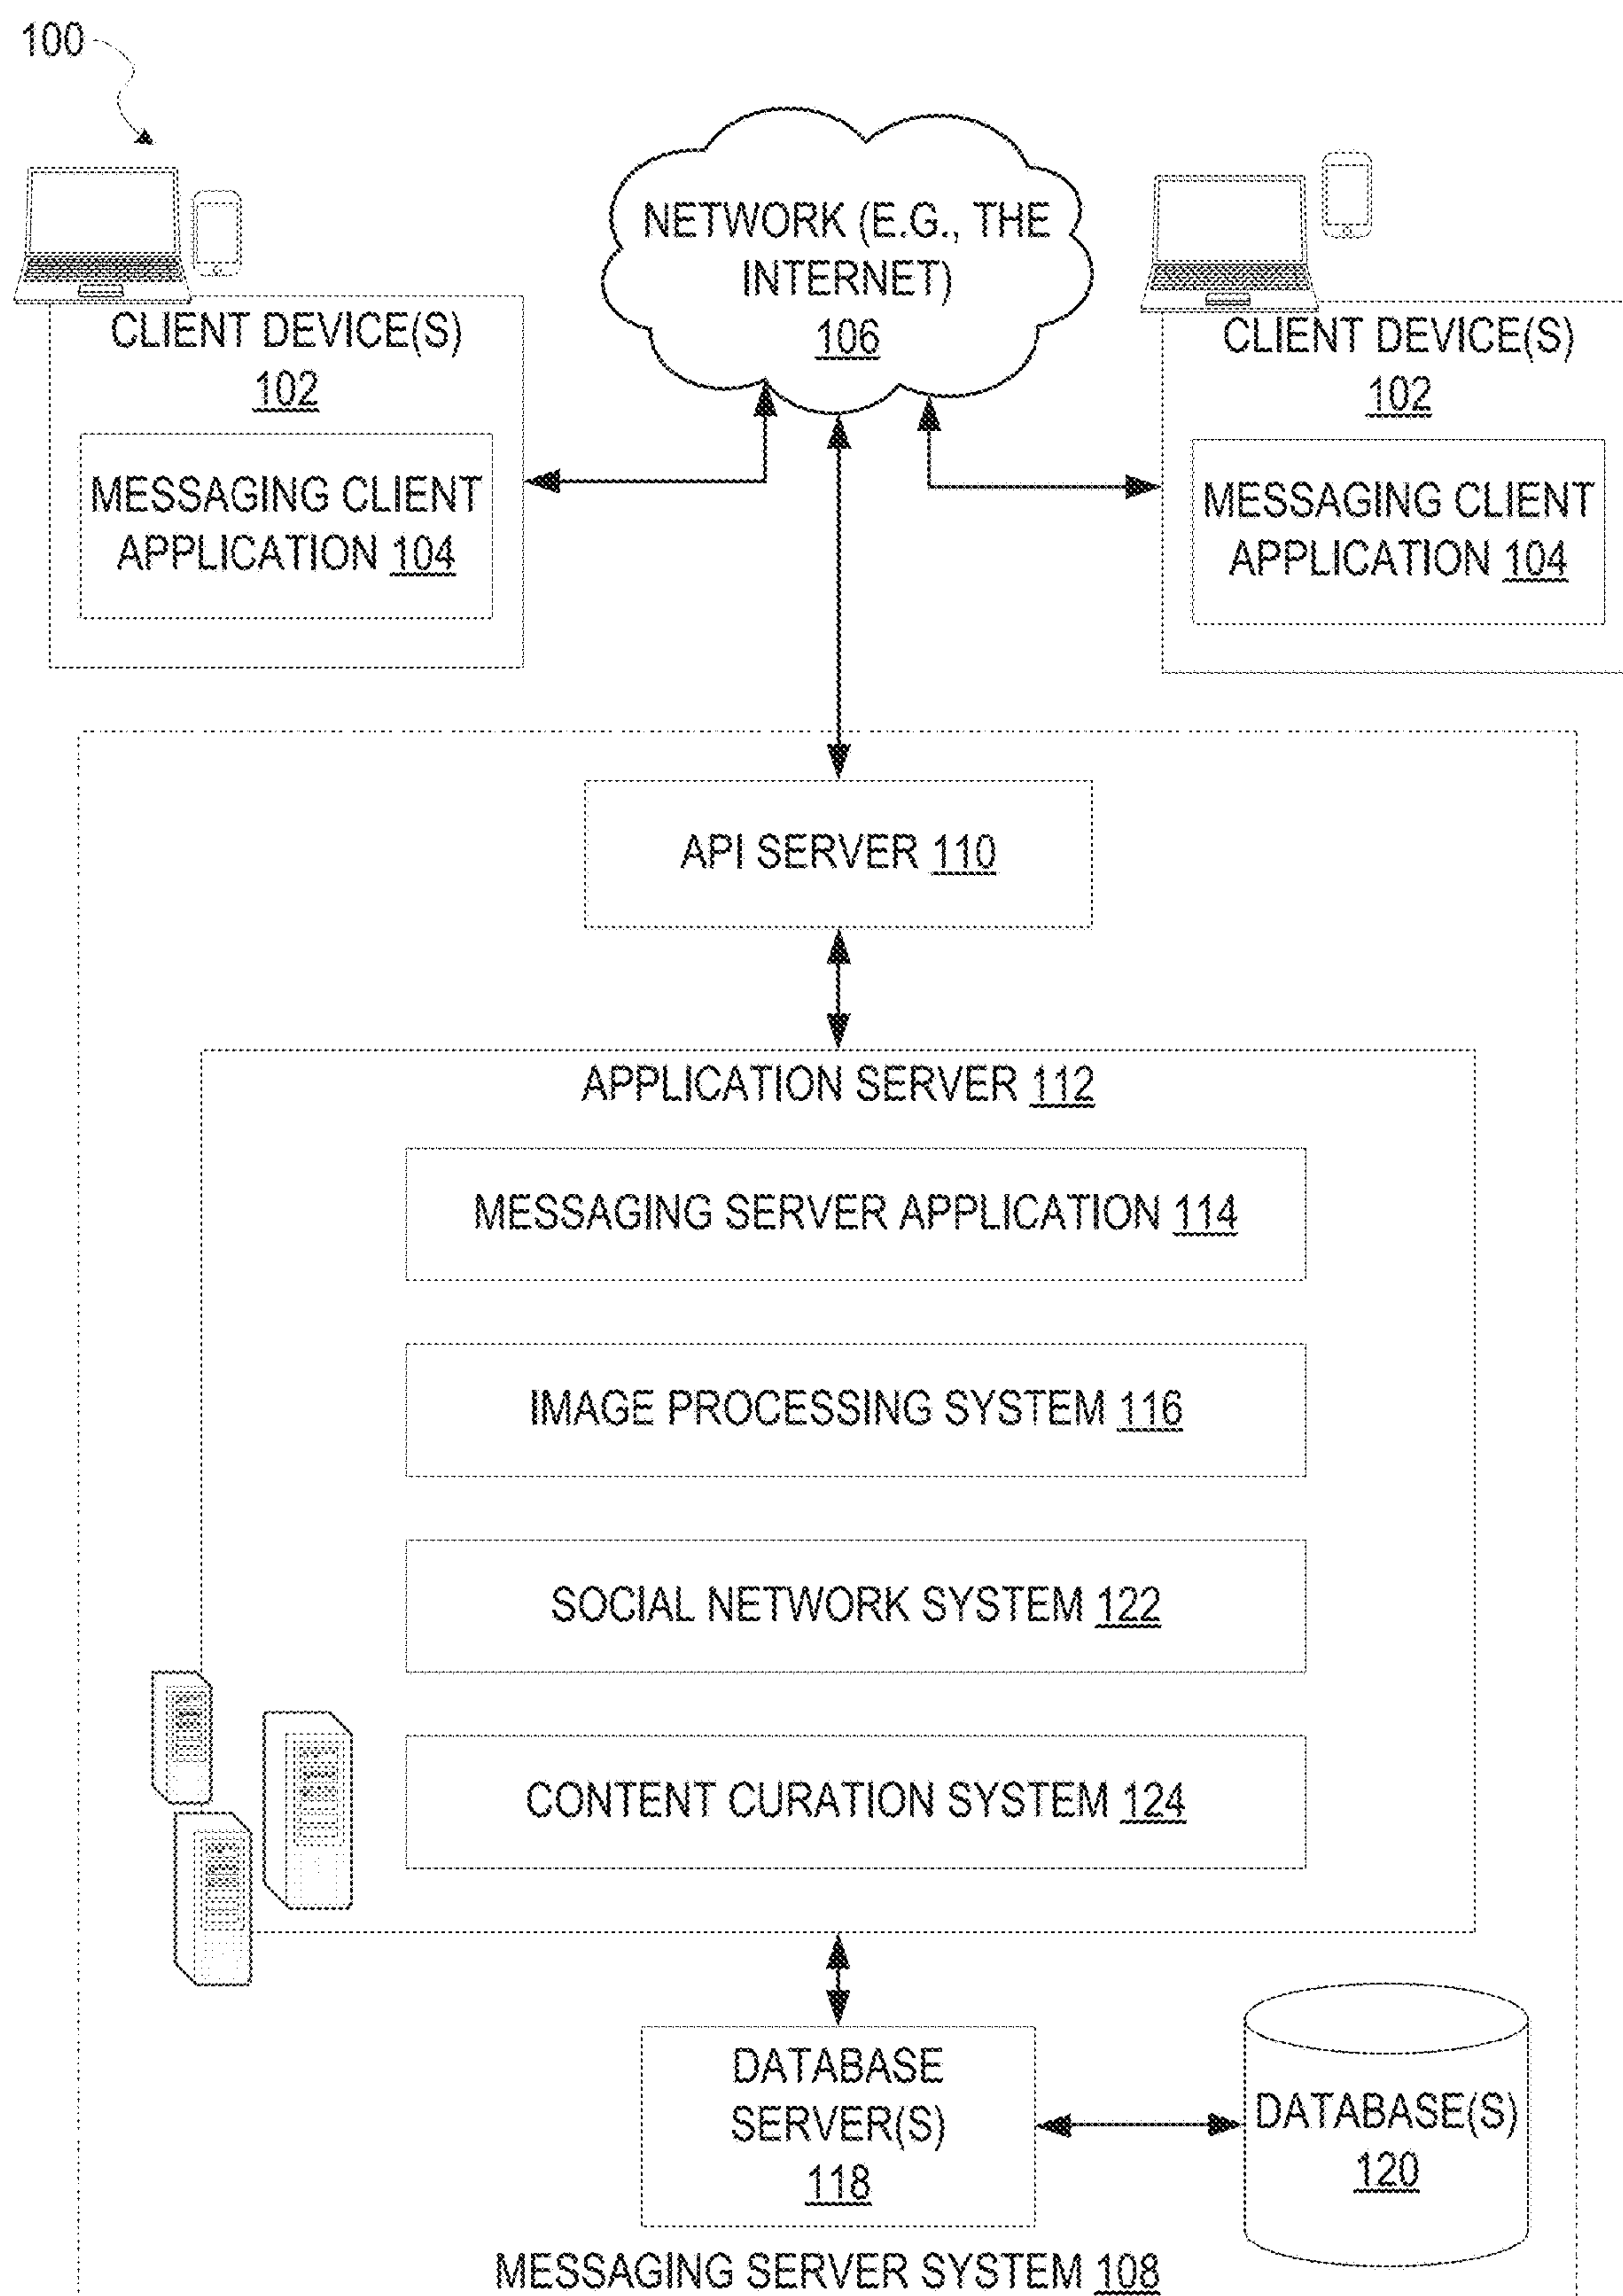 100
NETWORK (E.G., THE
INTERNET)
106
CLIENT DEVICE(S)
102
MESSAGING CLIENT
APPLICATION 104
CLIENT DEVICE(S)
102
MESSAGING CLIENT
APPLICATION 104
API SERVER 110
APPLICATION SERVER 112
MESSAGING SERVER APPLICATION 114
IMAGE PROCESSING SYSTEM 116
SOCIAL NETWORK SYSTEM 122
CONTENT CURATION SYSTEM 124
DATABASE
SERVER(S)
118
DATABASE(S)
120
MESSAGING SERVER SYSTEM 108